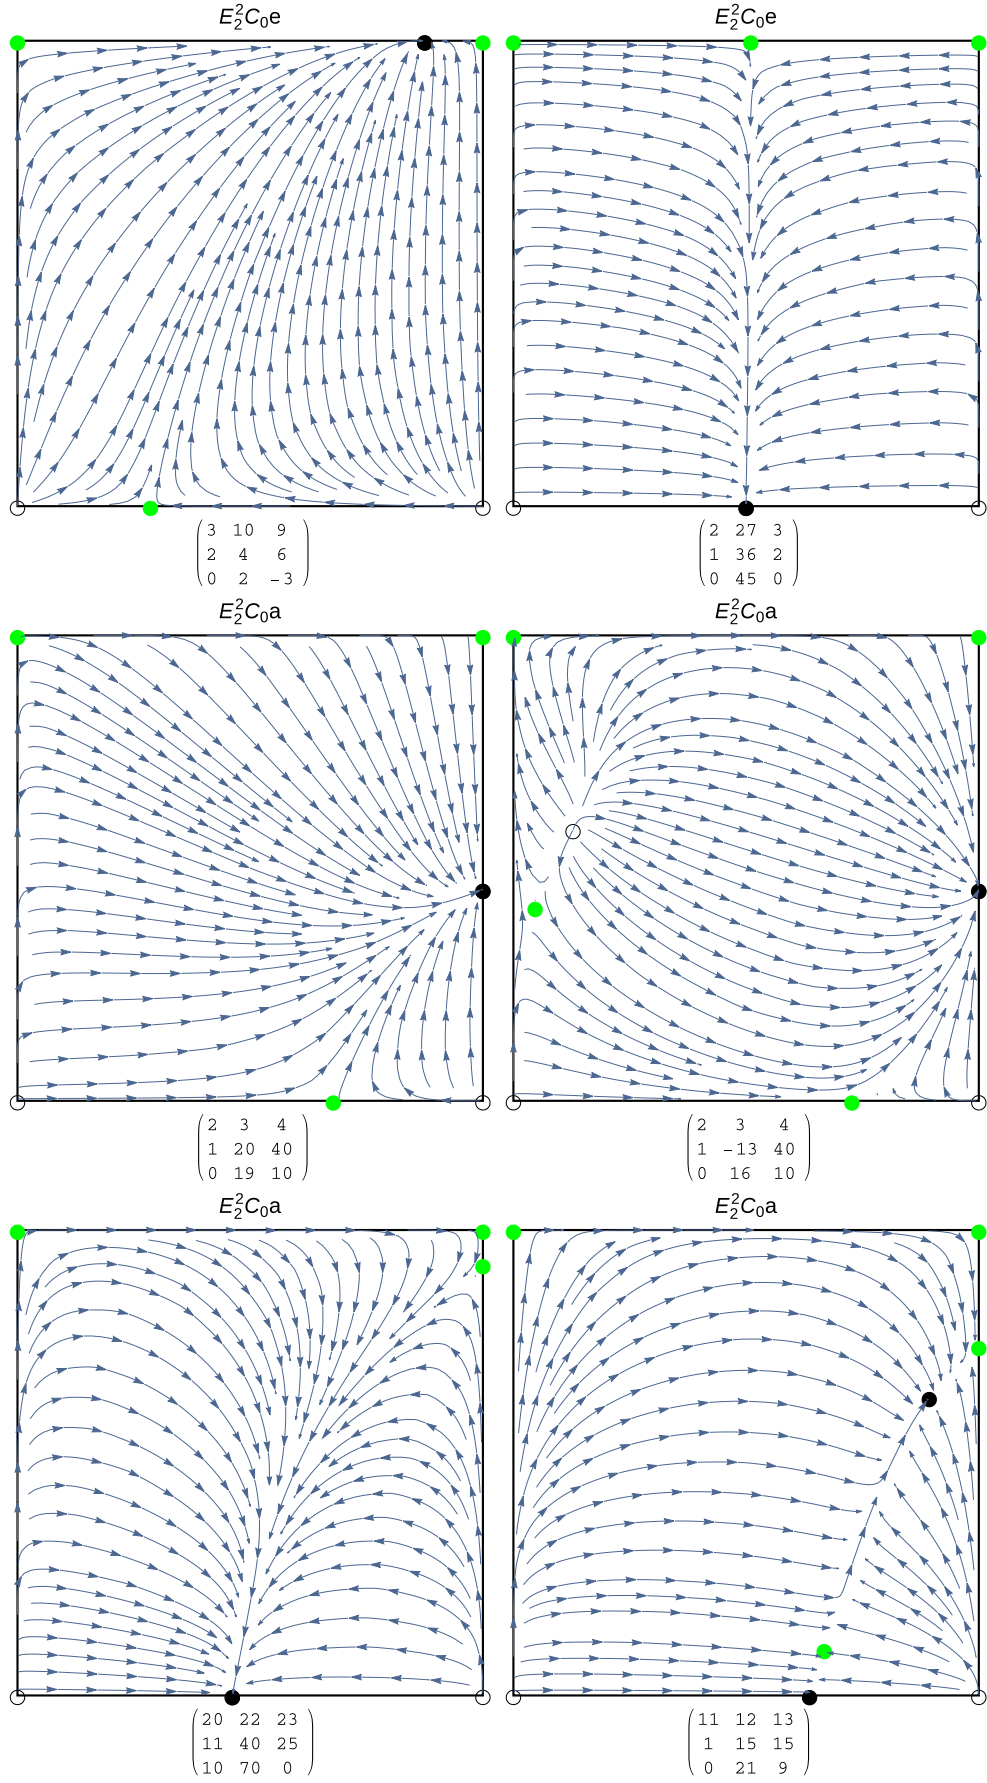 E₂²C₀e E₂²C₀e
3 10 9 2 27 3
2 4 6 1 36 2
0 2 -3 0 45 0
E₂²C₀a E₂²C₀a
2 3 4 2 3 4
1 20 40 1 -13 40
0 19 10 0 16 10
E₂²C₀a E₂²C₀a
20 22 23 11 12 13
11 40 25 1 15 15
10 70 0 0 21 9